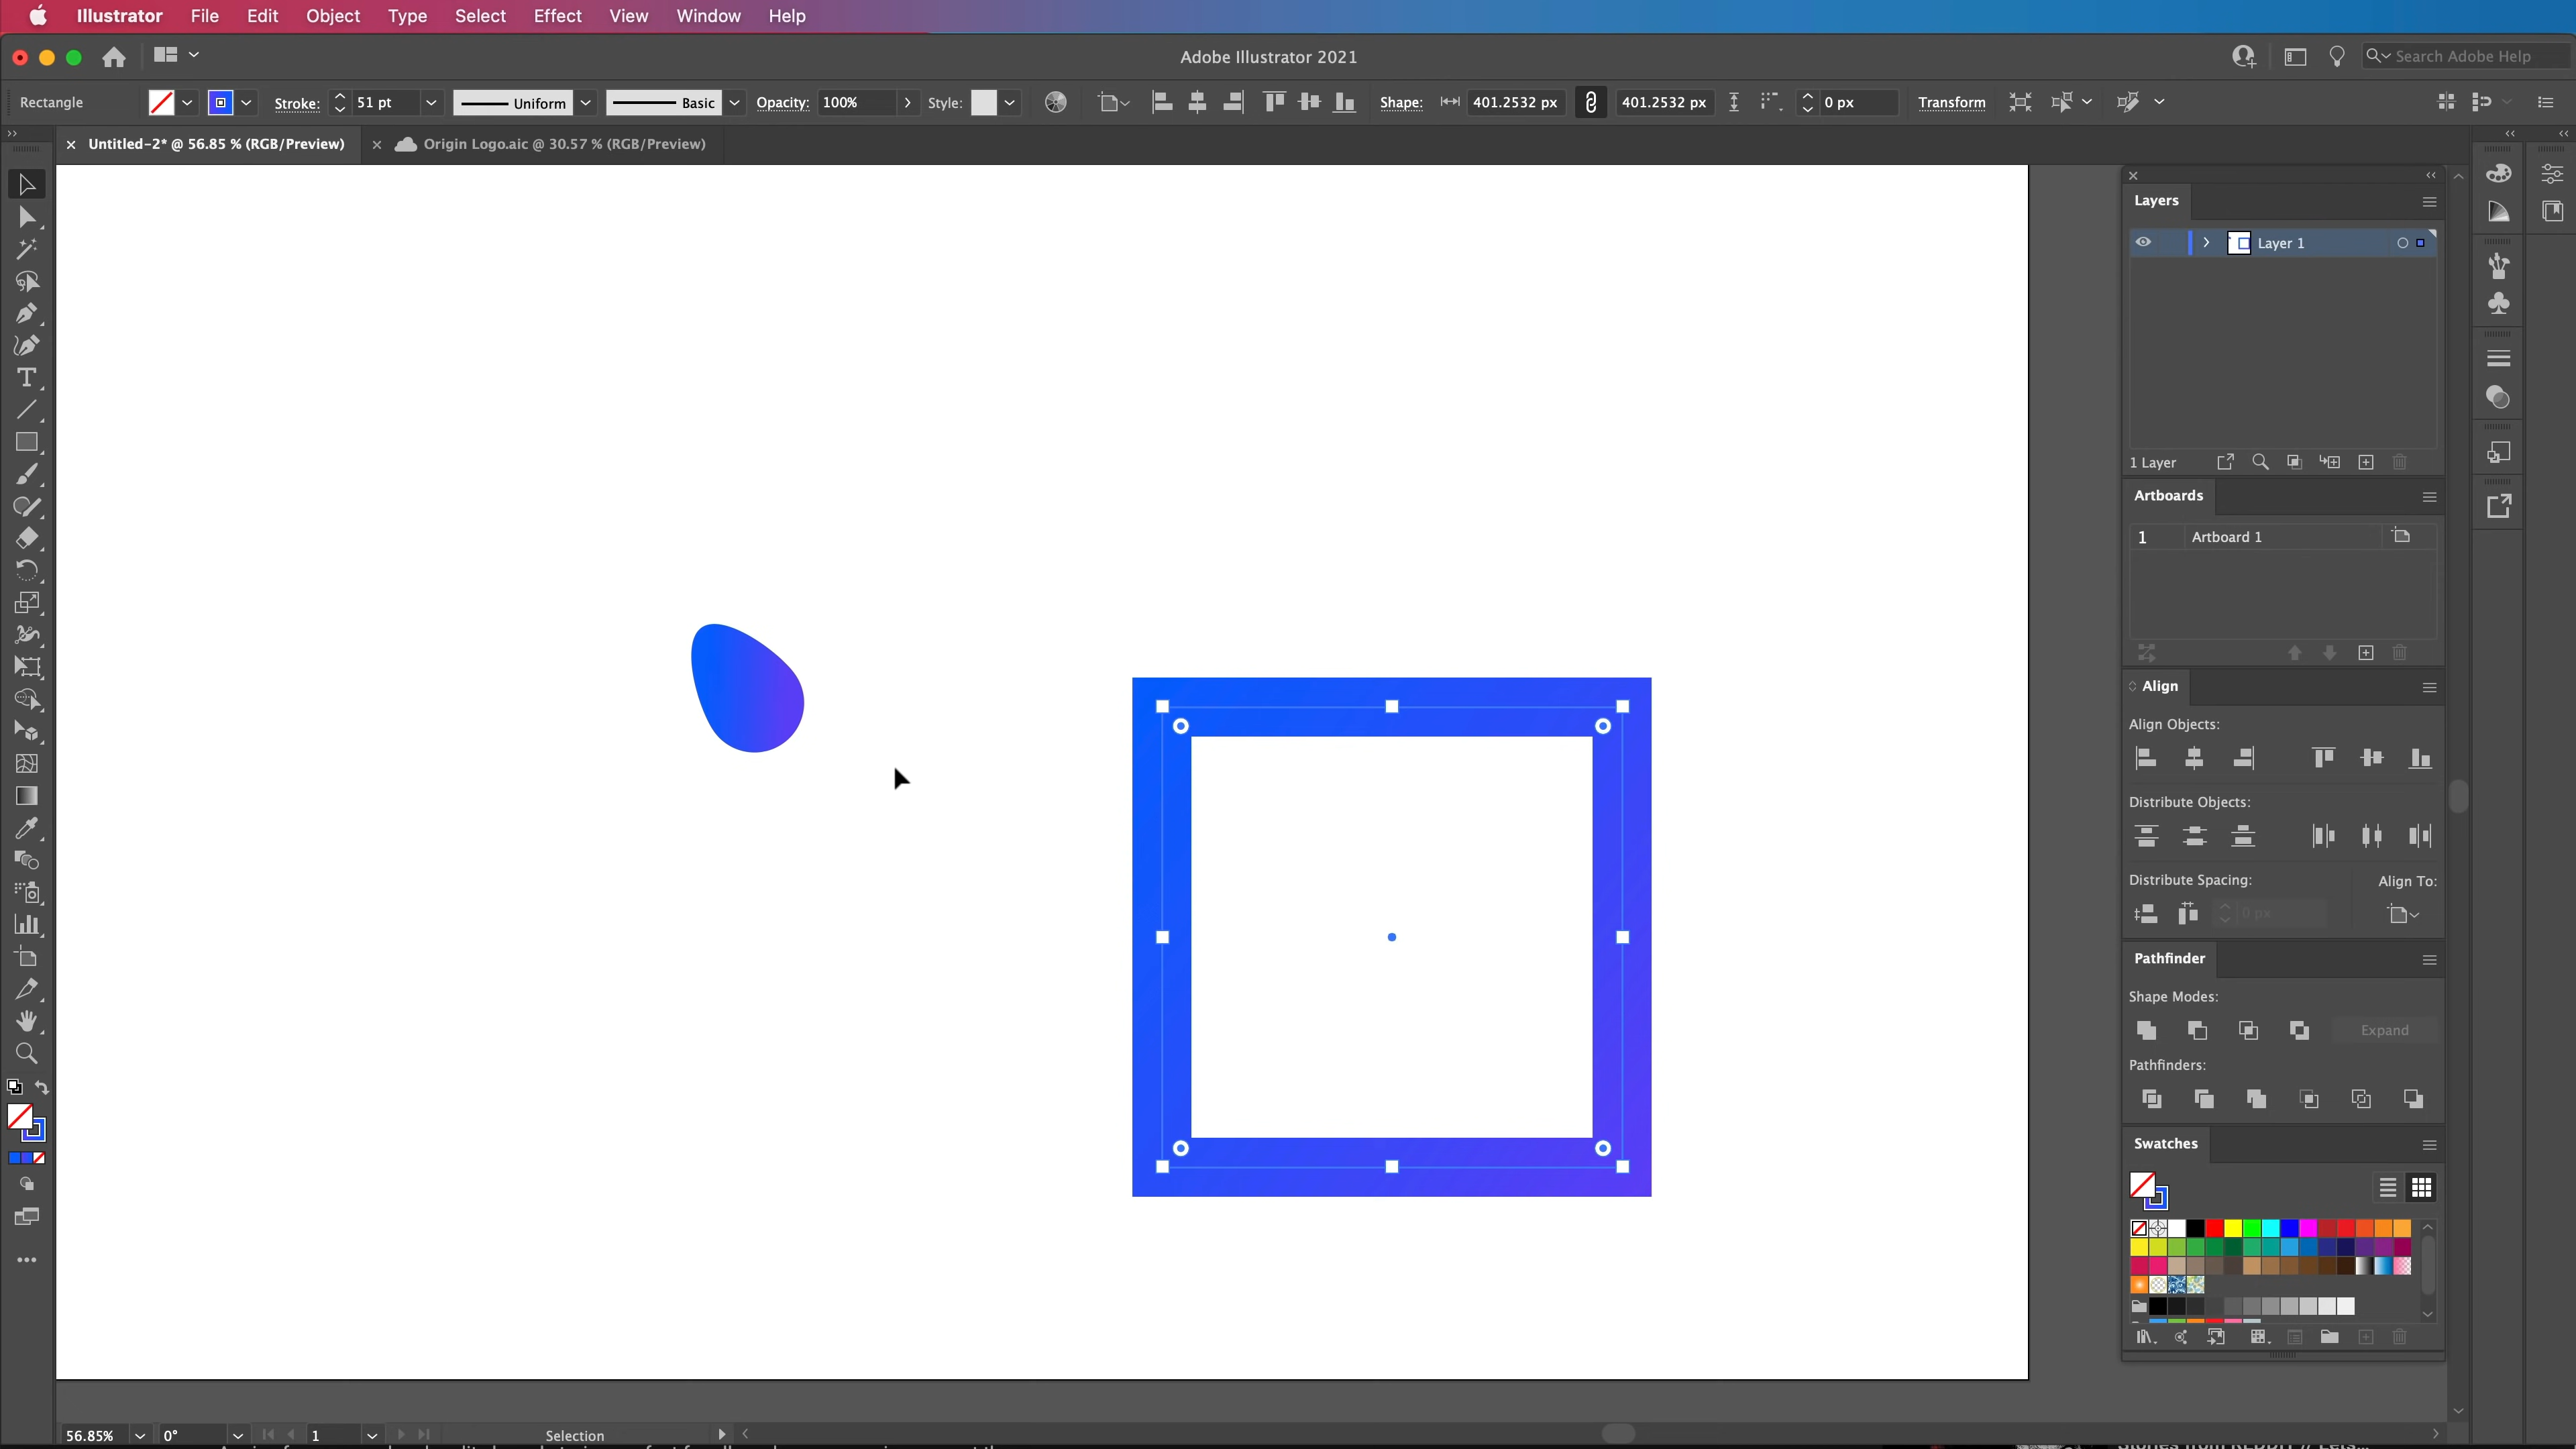 Illustrator File Edit Object Type Select Effect View Window Help
Adobe Illustrator 2021
Search Adobe Help
Rectangle
Stroke:
51 pt
Uniform
Basic
Opacity:
100%
Style:
Shape:
401.2532 px
401.2532 px
0 px
Transform
Untitled-2* @ 56.85 % (RGB/Preview)
Origin Logo.aic @ 30.57 % (RGB/Preview)
Layers
Layer 1
1 Layer
Artboards
1 Artboard 1
Align
Align Objects:
Distribute Objects:
Distribute Spacing:
Align To:
0 px
Pathfinder
Shape Modes:
Expand
Pathfinders:
Swatches
56.85%
0°
1
Selection